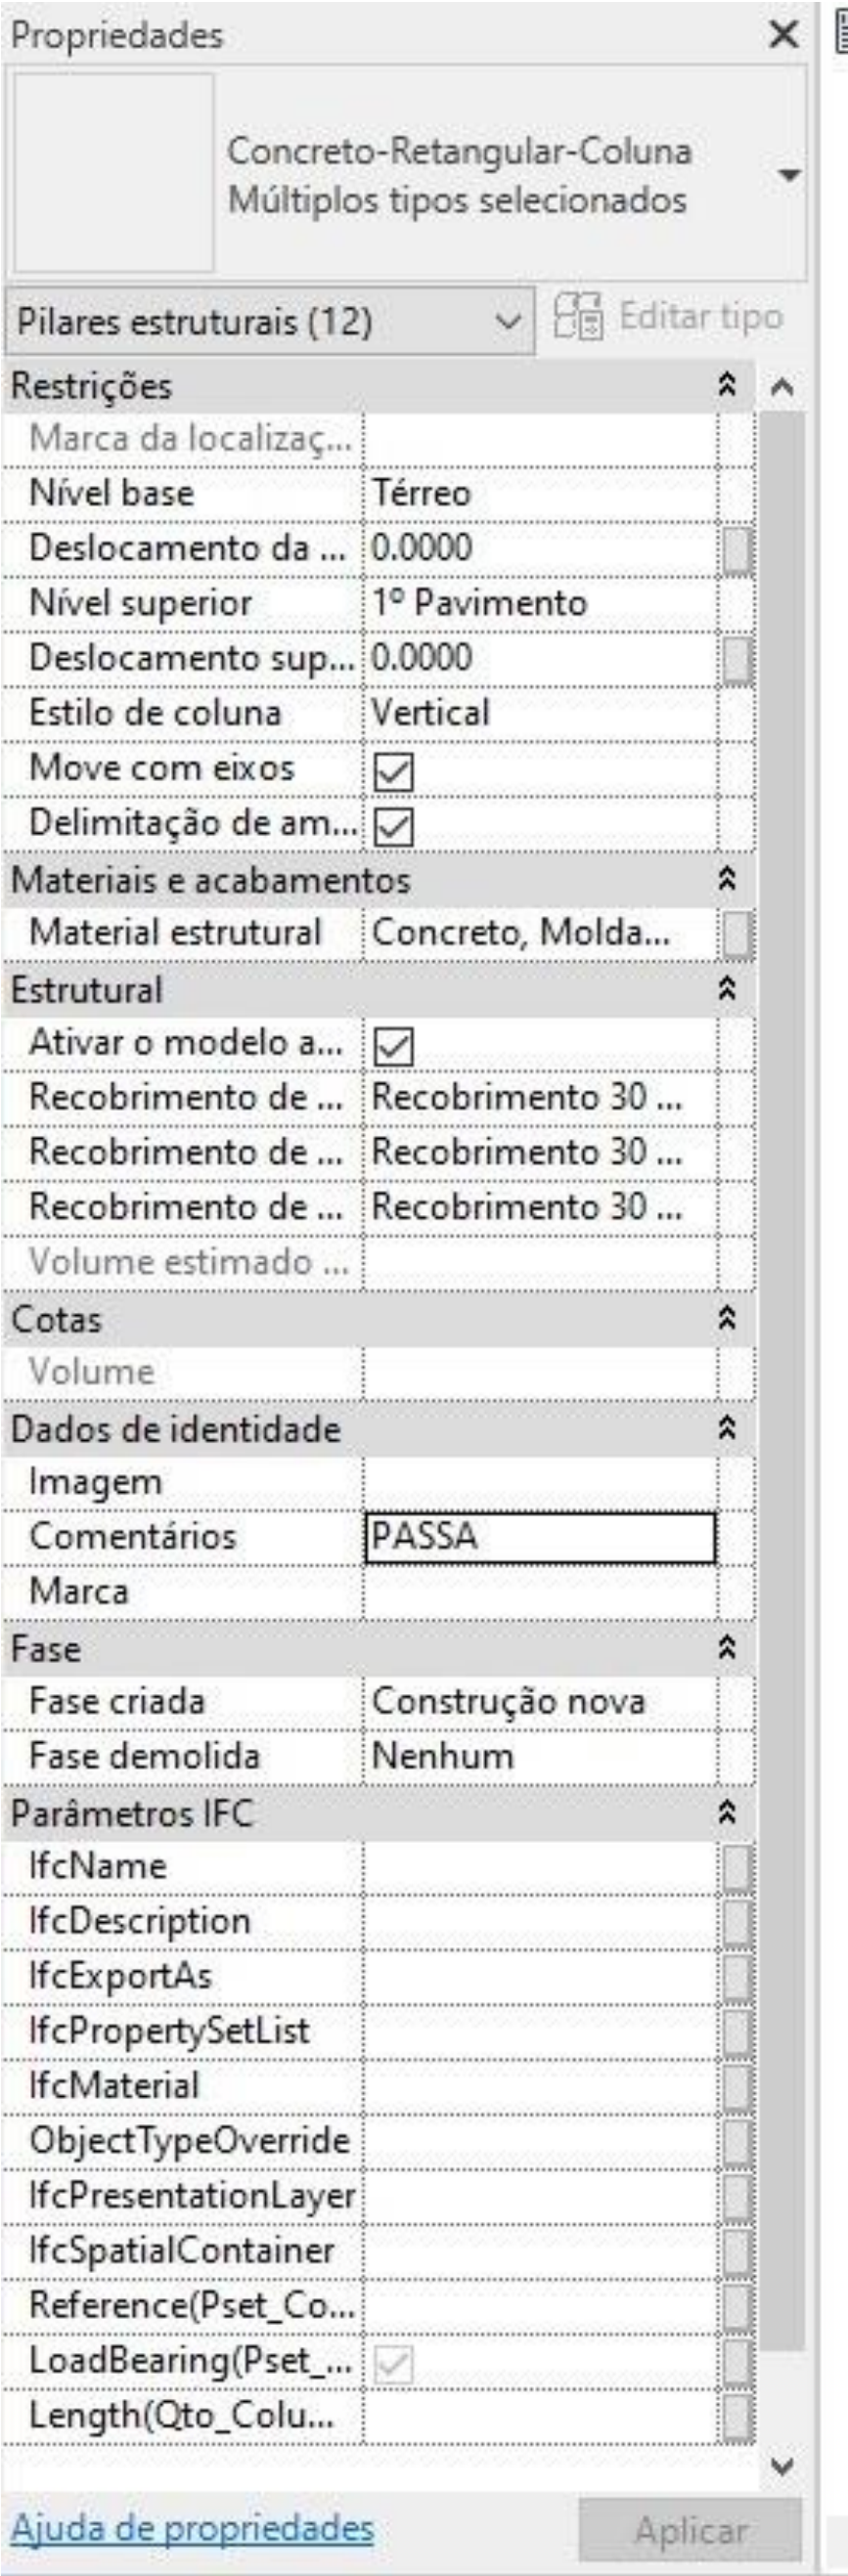 Propriedades
Concreto-Retangular-Coluna
Múltiplos tipos selecionados
Pilares estruturais (12) Editar tipo
Restrições
Marca da localizaç...
Nível base Térreo
Deslocamento da ... 0.0000
Nível superior 1º Pavimento
Deslocamento sup... 0.0000
Estilo de coluna Vertical
Move com eixos
Delimitação de am...
Materiais e acabamentos
Material estrutural Concreto, Molda...
Estrutural
Ativar o modelo a...
Recobrimento de ... Recobrimento 30 ...
Recobrimento de ... Recobrimento 30 ...
Recobrimento de ... Recobrimento 30 ...
Volume estimado ...
Cotas
Volume
Dados de identidade
Imagem
Comentários PASSA
Marca
Fase
Fase criada Construção nova
Fase demolida Nenhum
Parâmetros IFC
IfcName
IfcDescription
IfcExportAs
IfcPropertySetList
IfcMaterial
ObjectTypeOverride
IfcPresentationLayer
IfcSpatialContainer
Reference(Pset_Co...
LoadBearing(Pset_...
Length(Qto_Colu...
Ajuda de propriedades Aplicar